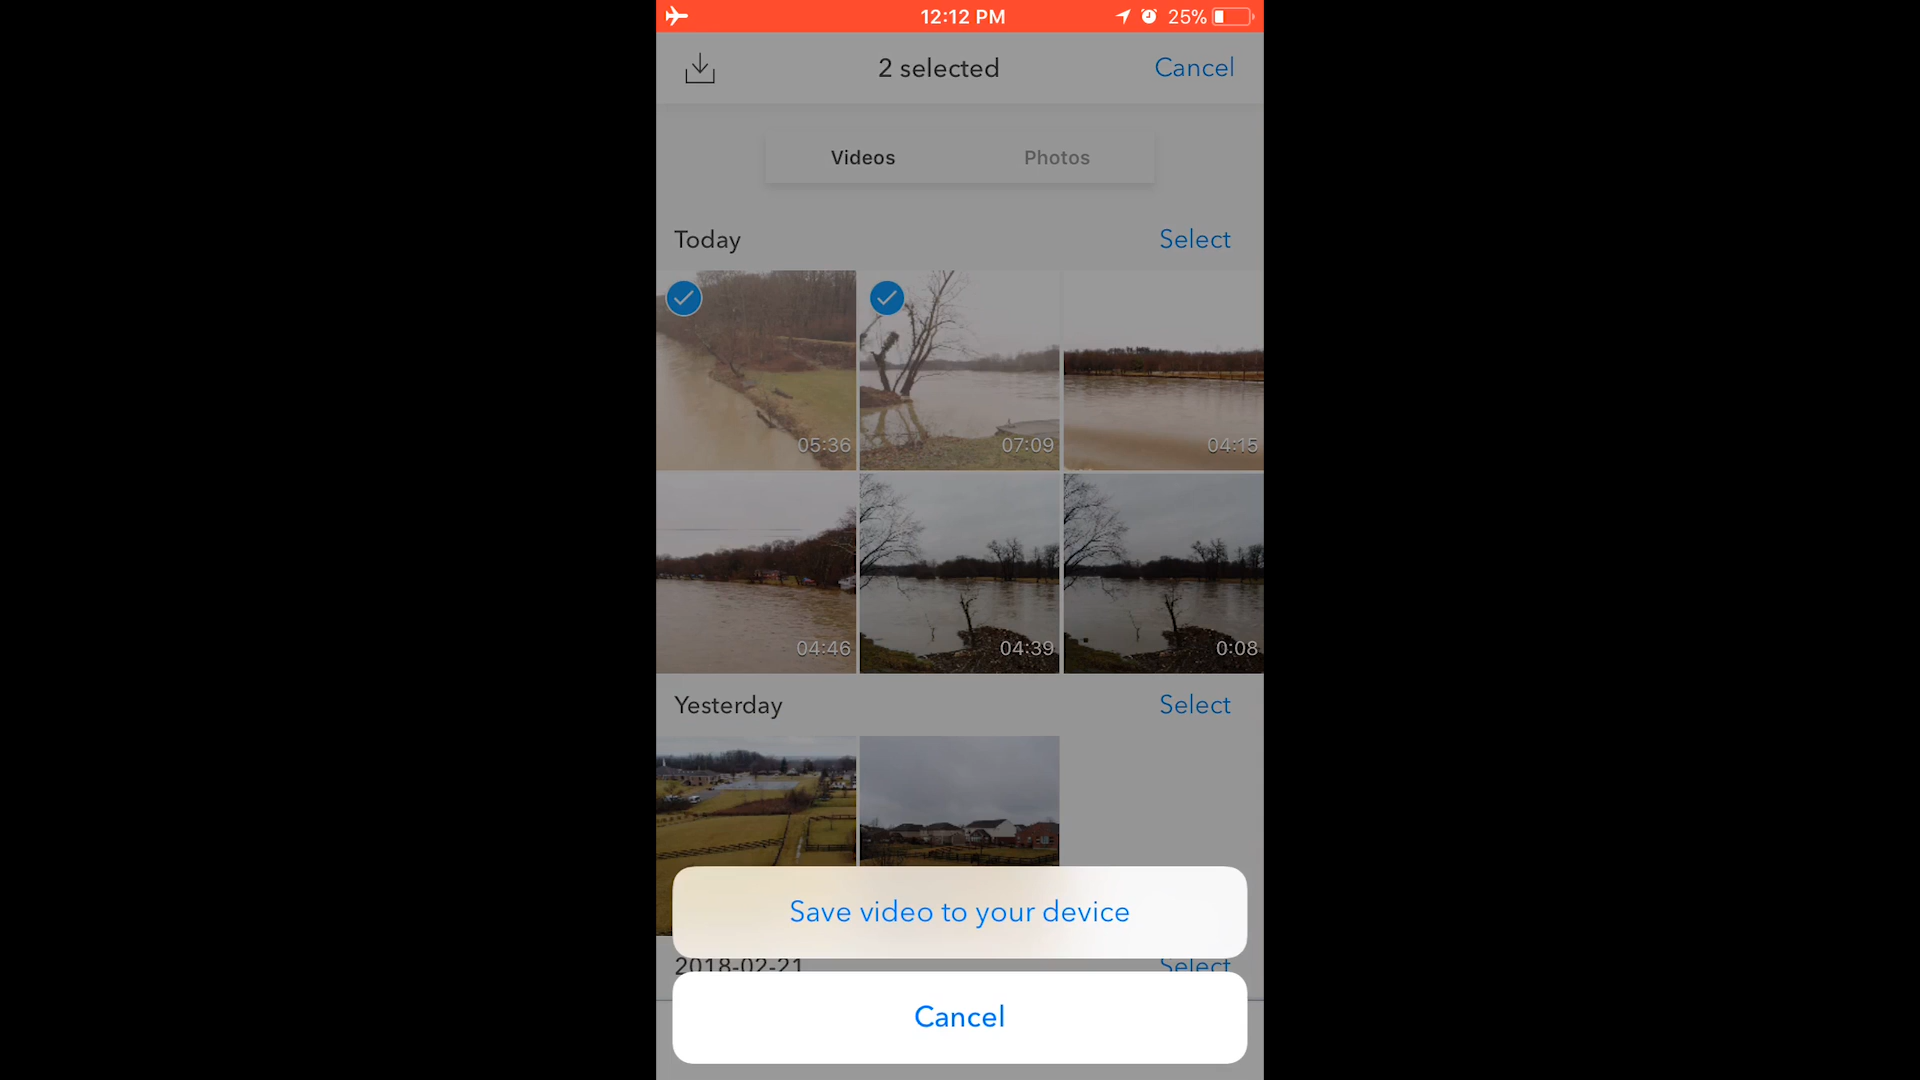 12:12 PM 25%
2 selected Cancel
Videos Photos
Today Select
05:36 07:09 04:15
04:46 04:39 0:08
Yesterday Select
Save video to your device
2018-02-21 Select
Cancel